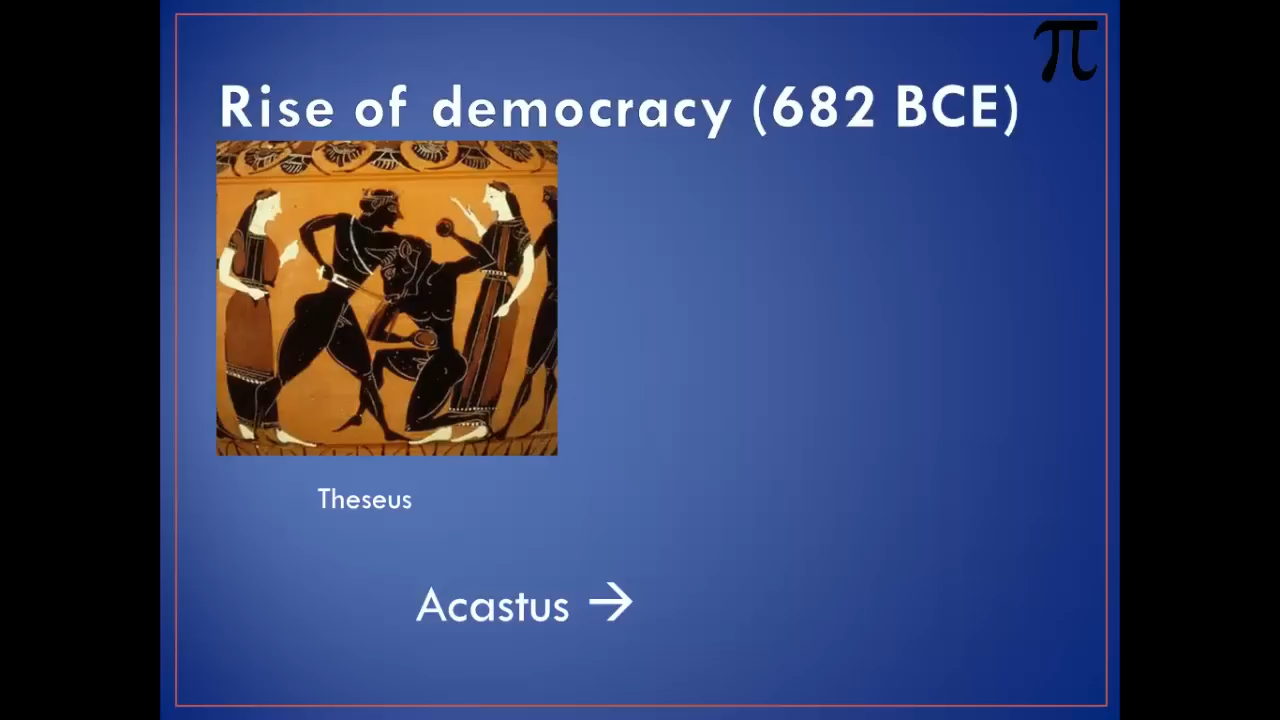 π
Rise of democracy (682 BCE)
Theseus
Acastus →